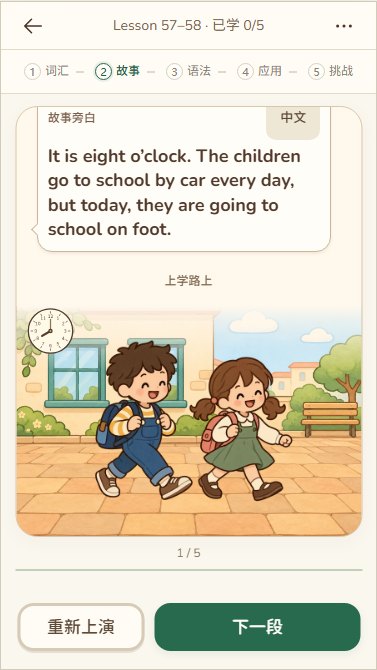 Lesson 57–58 · 已学 0/5
1 词汇 2 故事 3 语法 4 应用 5 挑战
故事旁白
中文
It is eight o’clock. The children
go to school by car every day,
but today, they are going to
school on foot.
上学路上
1 / 5
重新上演
下一段